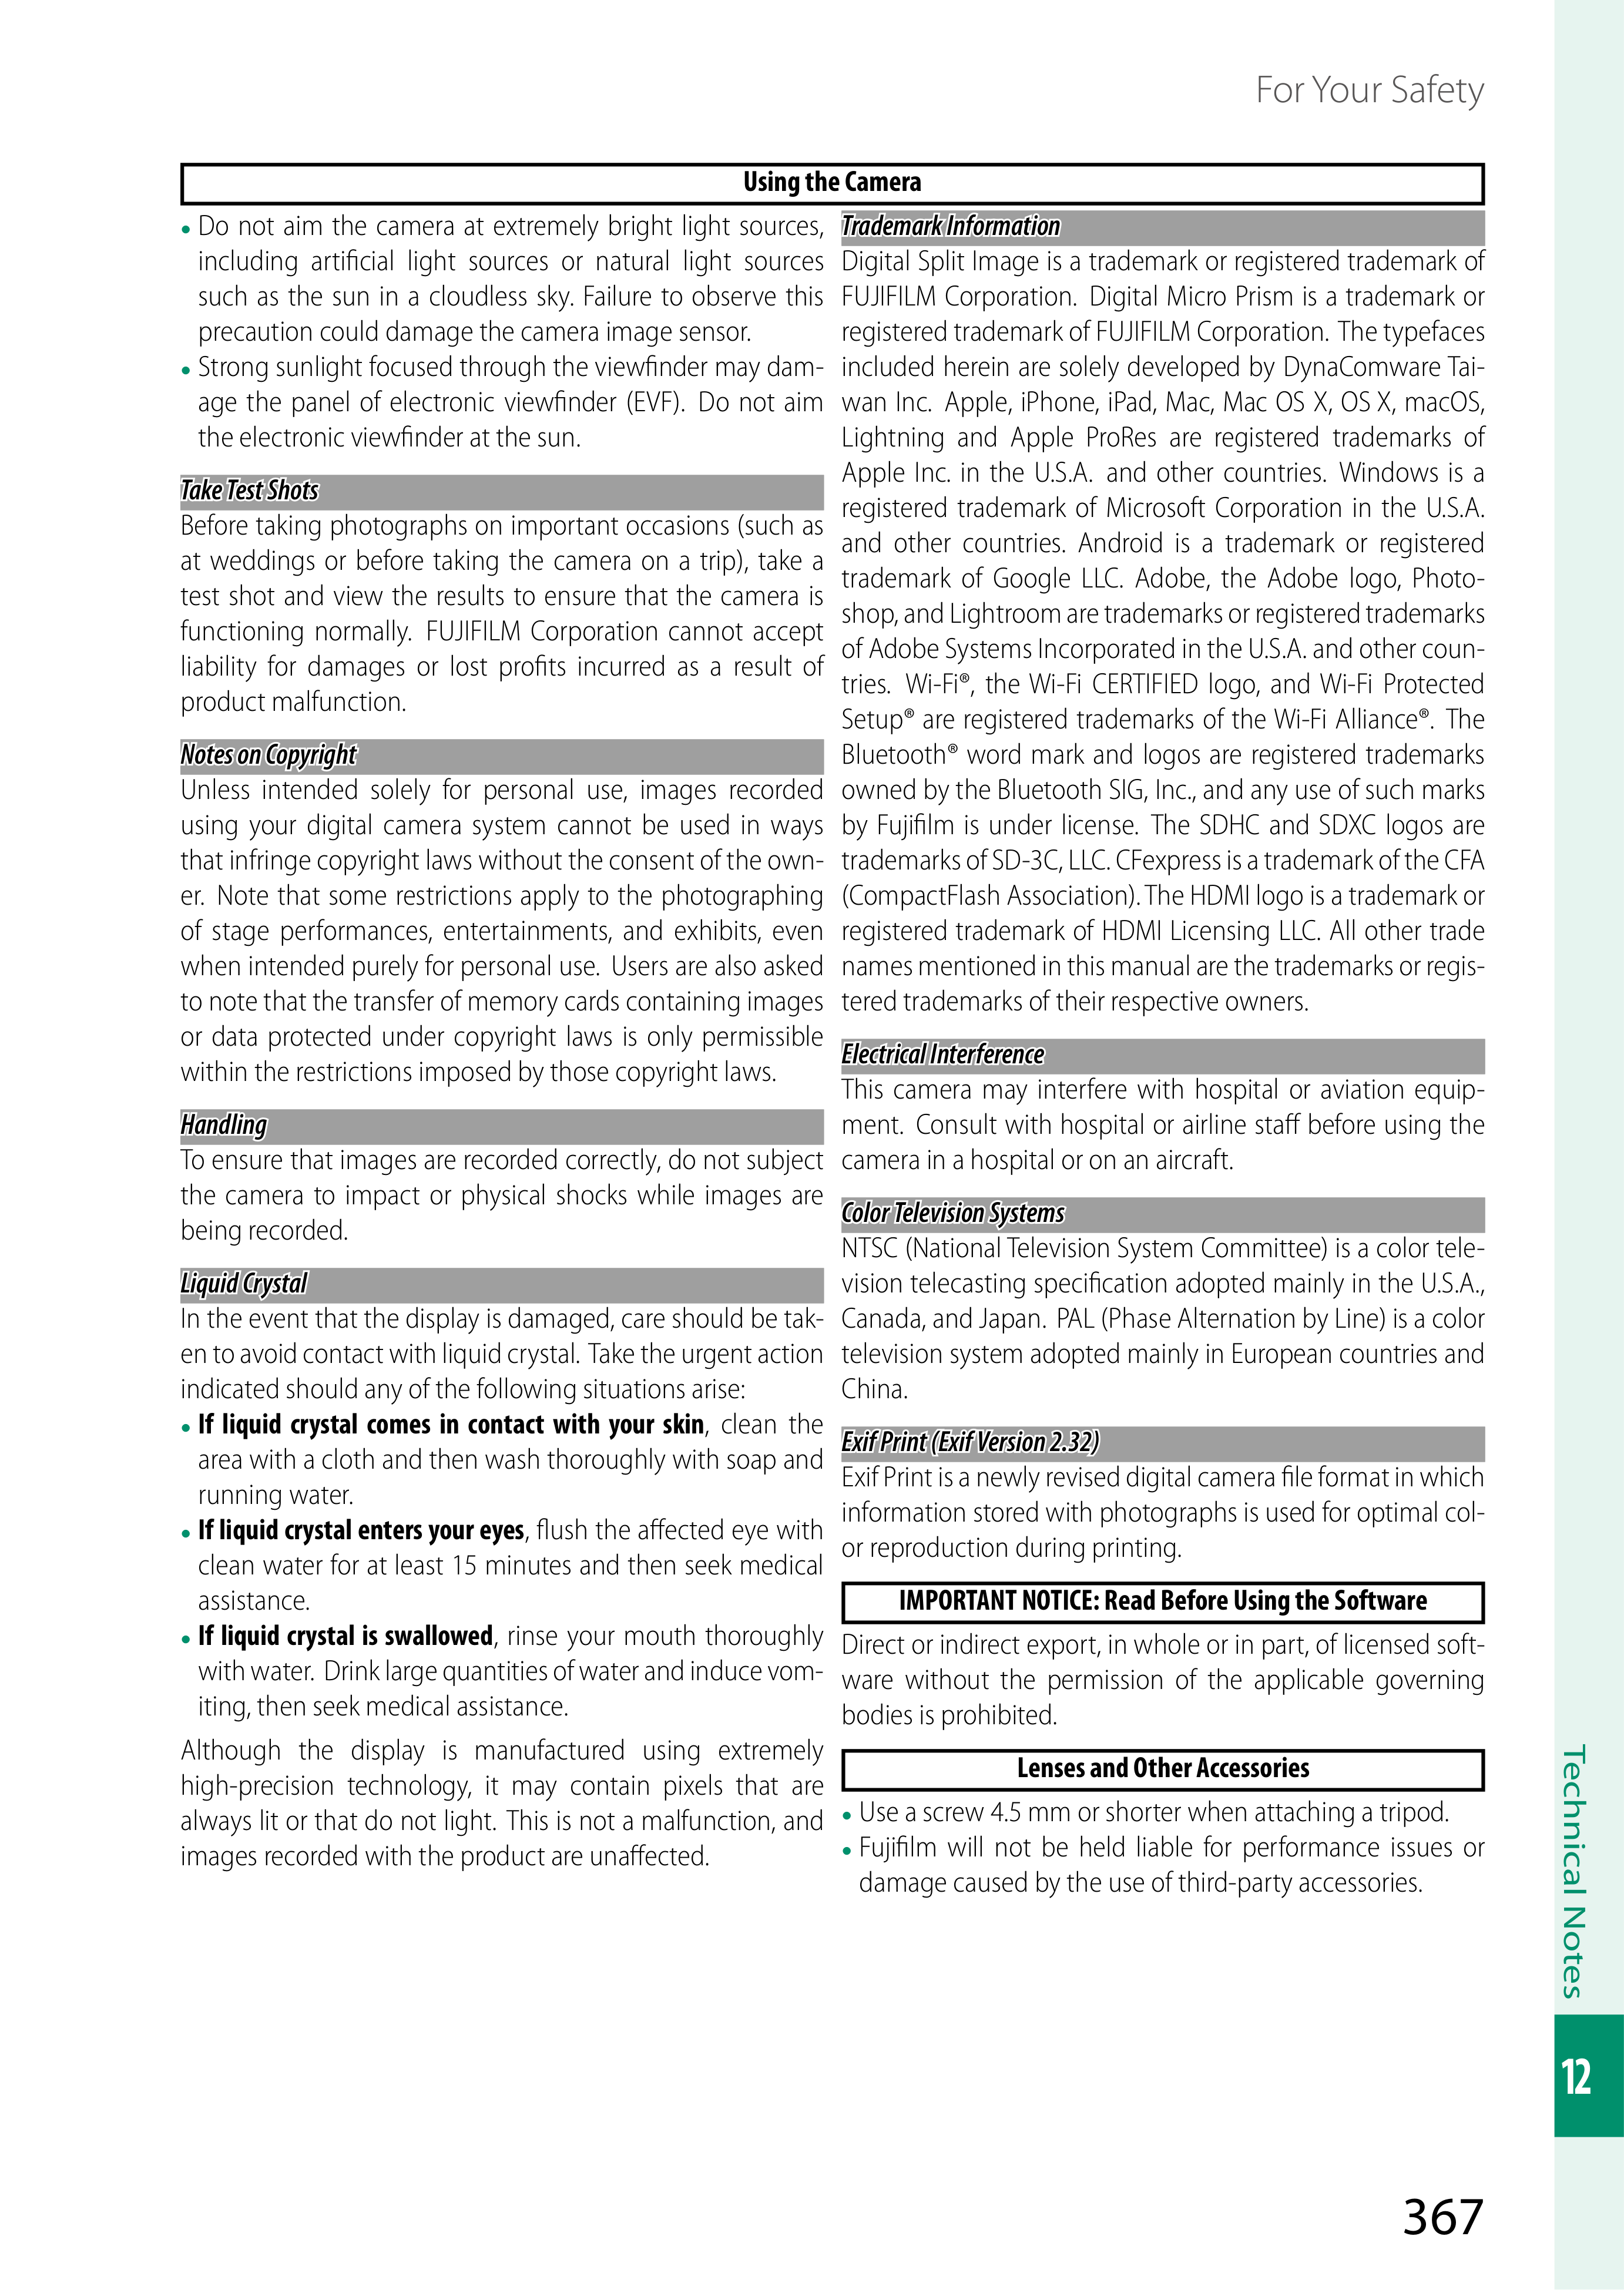 For Your Safety
Using the Camera
• Do not aim the camera at extremely bright light sources,
including artificial light sources or natural light sources
such as the sun in a cloudless sky. Failure to observe this
precaution could damage the camera image sensor.
• Strong sunlight focused through the viewfinder may dam-
age the panel of electronic viewfinder (EVF). Do not aim
the electronic viewfinder at the sun.
Take Test Shots
Before taking photographs on important occasions (such as
at weddings or before taking the camera on a trip), take a
test shot and view the results to ensure that the camera is
functioning normally. FUJIFILM Corporation cannot accept
liability for damages or lost profits incurred as a result of
product malfunction.
Notes on Copyright
Unless intended solely for personal use, images recorded
using your digital camera system cannot be used in ways
that infringe copyright laws without the consent of the own-
er. Note that some restrictions apply to the photographing
of stage performances, entertainments, and exhibits, even
when intended purely for personal use. Users are also asked
to note that the transfer of memory cards containing images
or data protected under copyright laws is only permissible
within the restrictions imposed by those copyright laws.
Handling
To ensure that images are recorded correctly, do not subject
the camera to impact or physical shocks while images are
being recorded.
Liquid Crystal
In the event that the display is damaged, care should be tak-
en to avoid contact with liquid crystal. Take the urgent action
indicated should any of the following situations arise:
• If liquid crystal comes in contact with your skin, clean the
area with a cloth and then wash thoroughly with soap and
running water.
• If liquid crystal enters your eyes, flush the affected eye with
clean water for at least 15 minutes and then seek medical
assistance.
• If liquid crystal is swallowed, rinse your mouth thoroughly
with water. Drink large quantities of water and induce vom-
iting, then seek medical assistance.
Although the display is manufactured using extremely
high-precision technology, it may contain pixels that are
always lit or that do not light. This is not a malfunction, and
images recorded with the product are unaffected.
Trademark Information
Digital Split Image is a trademark or registered trademark of
FUJIFILM Corporation. Digital Micro Prism is a trademark or
registered trademark of FUJIFILM Corporation. The typefaces
included herein are solely developed by DynaComware Tai-
wan Inc. Apple, iPhone, iPad, Mac, Mac OS X, OS X, macOS,
Lightning and Apple ProRes are registered trademarks of
Apple Inc. in the U.S.A. and other countries. Windows is a
registered trademark of Microsoft Corporation in the U.S.A.
and other countries. Android is a trademark or registered
trademark of Google LLC. Adobe, the Adobe logo, Photo-
shop, and Lightroom are trademarks or registered trademarks
of Adobe Systems Incorporated in the U.S.A. and other coun-
tries. Wi-Fi®, the Wi-Fi CERTIFIED logo, and Wi-Fi Protected
Setup® are registered trademarks of the Wi-Fi Alliance®. The
Bluetooth® word mark and logos are registered trademarks
owned by the Bluetooth SIG, Inc., and any use of such marks
by Fujifilm is under license. The SDHC and SDXC logos are
trademarks of SD-3C, LLC. CFexpress is a trademark of the CFA
(CompactFlash Association). The HDMI logo is a trademark or
registered trademark of HDMI Licensing LLC. All other trade
names mentioned in this manual are the trademarks or regis-
tered trademarks of their respective owners.
Electrical Interference
This camera may interfere with hospital or aviation equip-
ment. Consult with hospital or airline staff before using the
camera in a hospital or on an aircraft.
Color Television Systems
NTSC (National Television System Committee) is a color tele-
vision telecasting specification adopted mainly in the U.S.A.,
Canada, and Japan. PAL (Phase Alternation by Line) is a color
television system adopted mainly in European countries and
China.
Exif Print (Exif Version 2.32)
Exif Print is a newly revised digital camera file format in which
information stored with photographs is used for optimal col-
or reproduction during printing.
IMPORTANT NOTICE: Read Before Using the Software
Direct or indirect export, in whole or in part, of licensed soft-
ware without the permission of the applicable governing
bodies is prohibited.
Lenses and Other Accessories
• Use a screw 4.5 mm or shorter when attaching a tripod.
• Fujifilm will not be held liable for performance issues or
damage caused by the use of third-party accessories.
Technical Notes
12
367